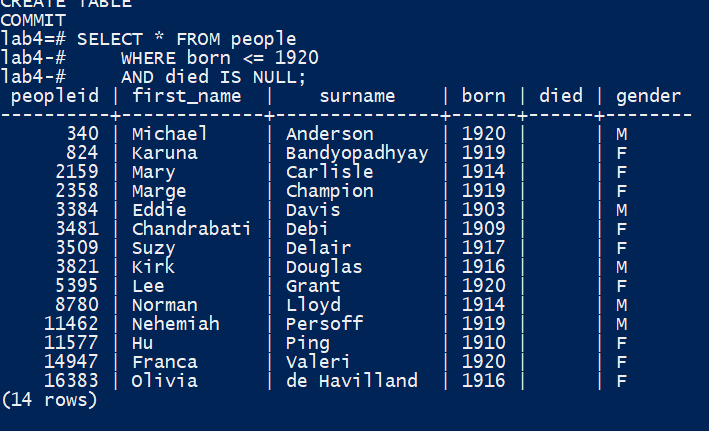 CREATE TABLE
COMMIT
lab4=# SELECT * FROM people
lab4-#     WHERE born <= 1920
lab4-#     AND died IS NULL;
 peopleid | first_name  |    surname    | born | died | gender
----------+-------------+---------------+------+------+--------
      340 | Michael     | Anderson      | 1920 |      | M
      824 | Karuna      | Bandyopadhyay | 1919 |      | F
     2159 | Mary        | Carlisle      | 1914 |      | F
     2358 | Marge       | Champion      | 1919 |      | F
     3384 | Eddie       | Davis         | 1903 |      | M
     3481 | Chandrabati | Debi          | 1909 |      | F
     3509 | Suzy        | Delair        | 1917 |      | F
     3821 | Kirk        | Douglas       | 1916 |      | M
     5395 | Lee         | Grant         | 1920 |      | F
     8780 | Norman      | Lloyd         | 1914 |      | M
    11462 | Nehemiah    | Persoff       | 1919 |      | M
    11577 | Hu          | Ping          | 1910 |      | F
    14947 | Franca      | Valeri        | 1920 |      | F
    16383 | Olivia      | de Havilland  | 1916 |      | F
(14 rows)